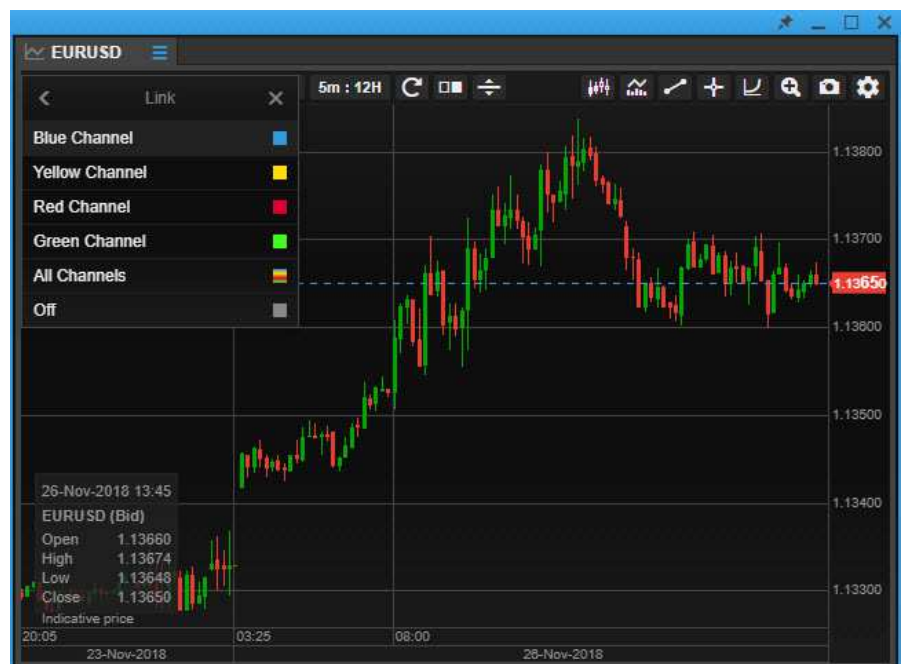 EURUSD
Link
5m : 12H
Blue Channel
Yellow Channel
Red Channel
Green Channel
All Channels
Off
1.13800
1.13700
1.13650
1.13600
1.13500
1.13400
1.13300
26-Nov-2018 13:45
EURUSD (Bid)
Open 1.13660
High 1.13674
Low 1.13648
Close 1.13650
Indicative price
20:05 03:25 08:00
23-Nov-2018 26-Nov-2018